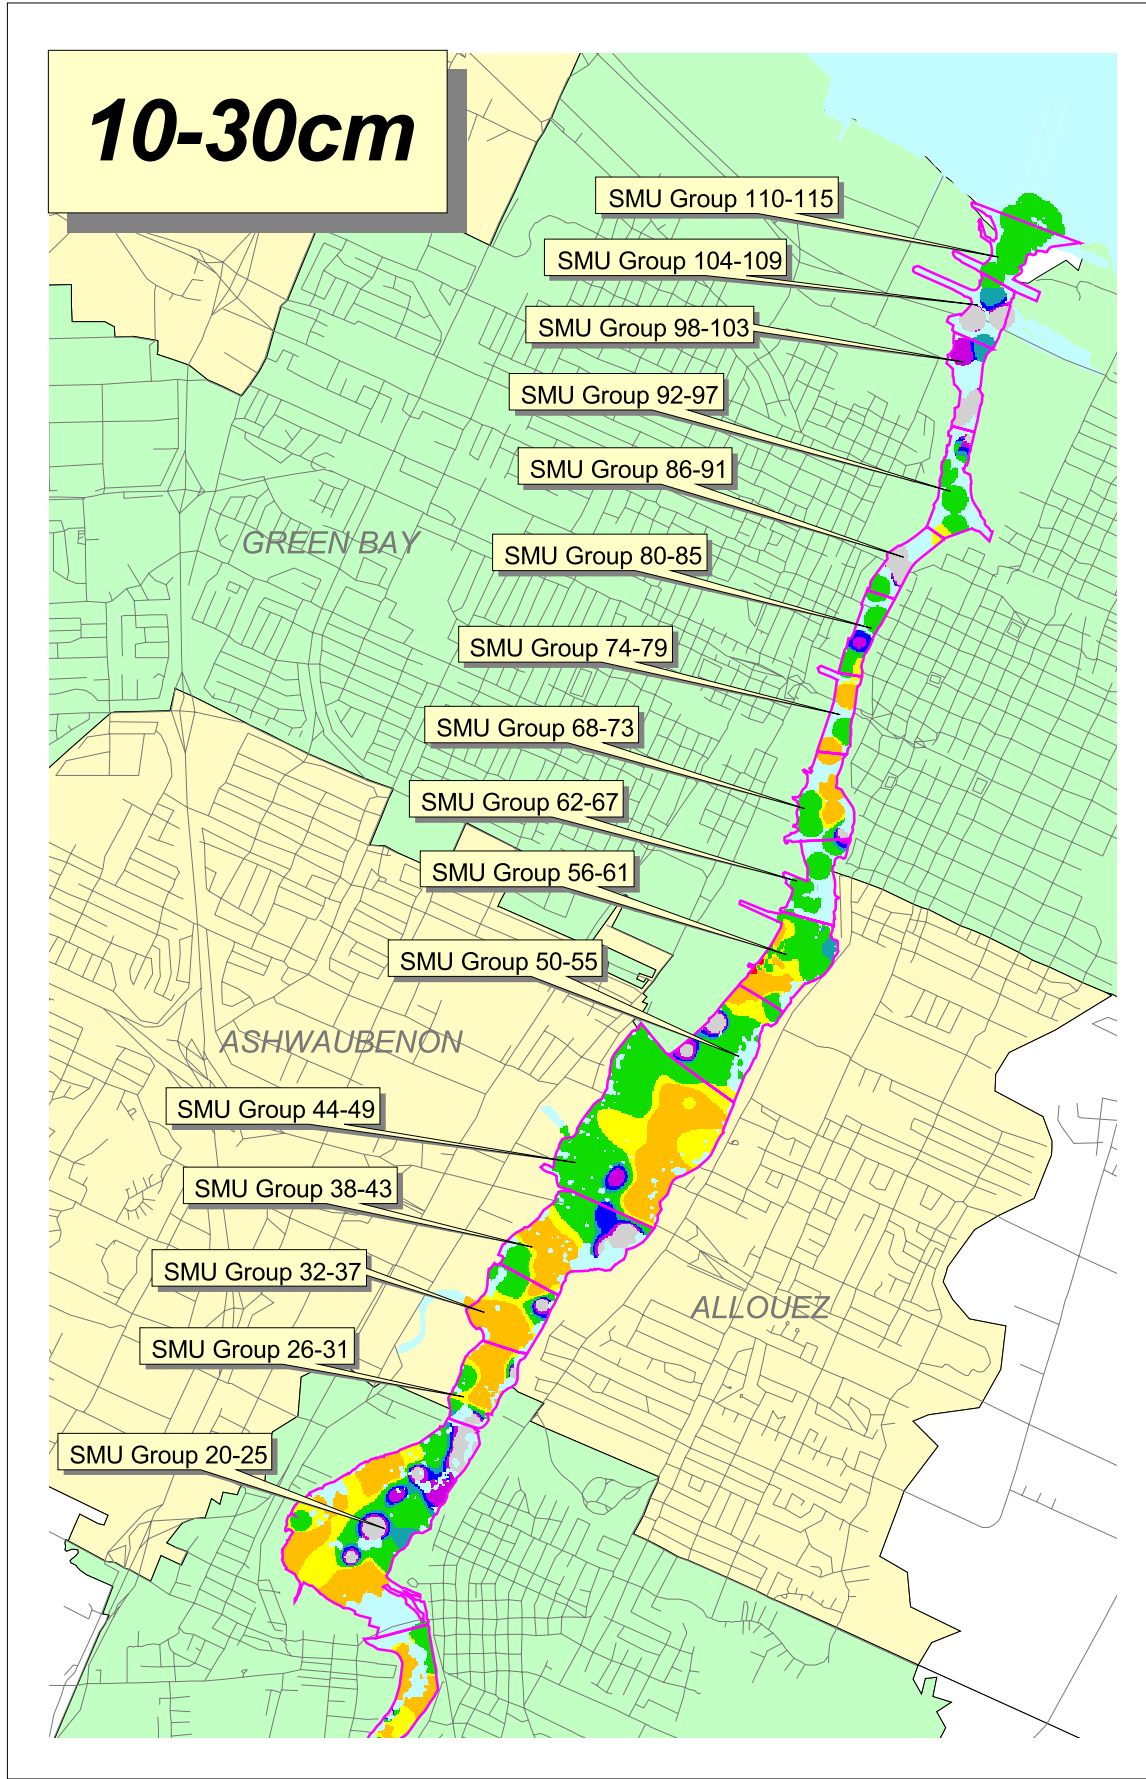 10-30cm
SMU Group 110-115
SMU Group 104-109
SMU Group 98-103
SMU Group 92-97
SMU Group 86-91
GREEN BAY
SMU Group 80-85
SMU Group 74-79
SMU Group 68-73
SMU Group 62-67
SMU Group 56-61
SMU Group 50-55
ASHWAUBENON
SMU Group 44-49
SMU Group 38-43
SMU Group 32-37
ALLOUEZ
SMU Group 26-31
SMU Group 20-25